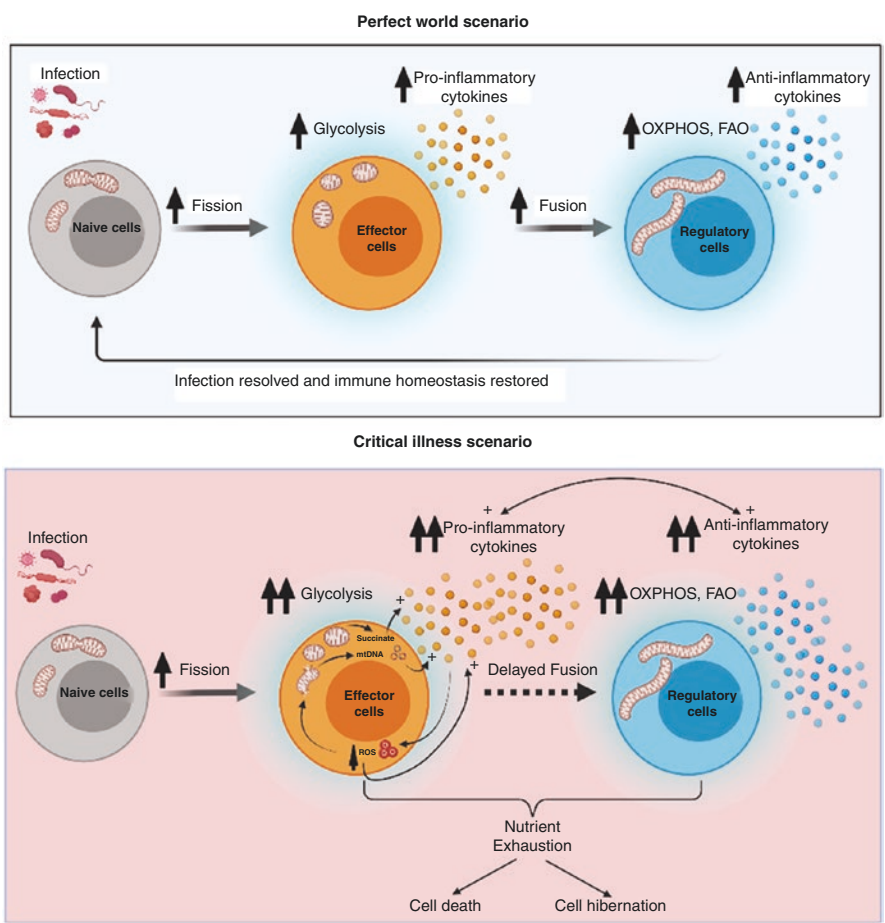 Perfect world scenario
Infection
Pro-inflammatory
cytokines
Anti-inflammatory
cytokines
Glycolysis
OXPHOS, FAO
Naive cells
Fission
Effector
cells
Fusion
Regulatory
cells
Infection resolved and immune homeostasis restored
Critical illness scenario
Infection
+
+
Pro-inflammatory
cytokines
Anti-inflammatory
cytokines
Glycolysis
OXPHOS, FAO
+
Succinate
mtDNA
+
+
Naive cells
Fission
Effector
cells
ROS
Delayed Fusion
Regulatory
cells
Nutrient
Exhaustion
Cell death
Cell hibernation